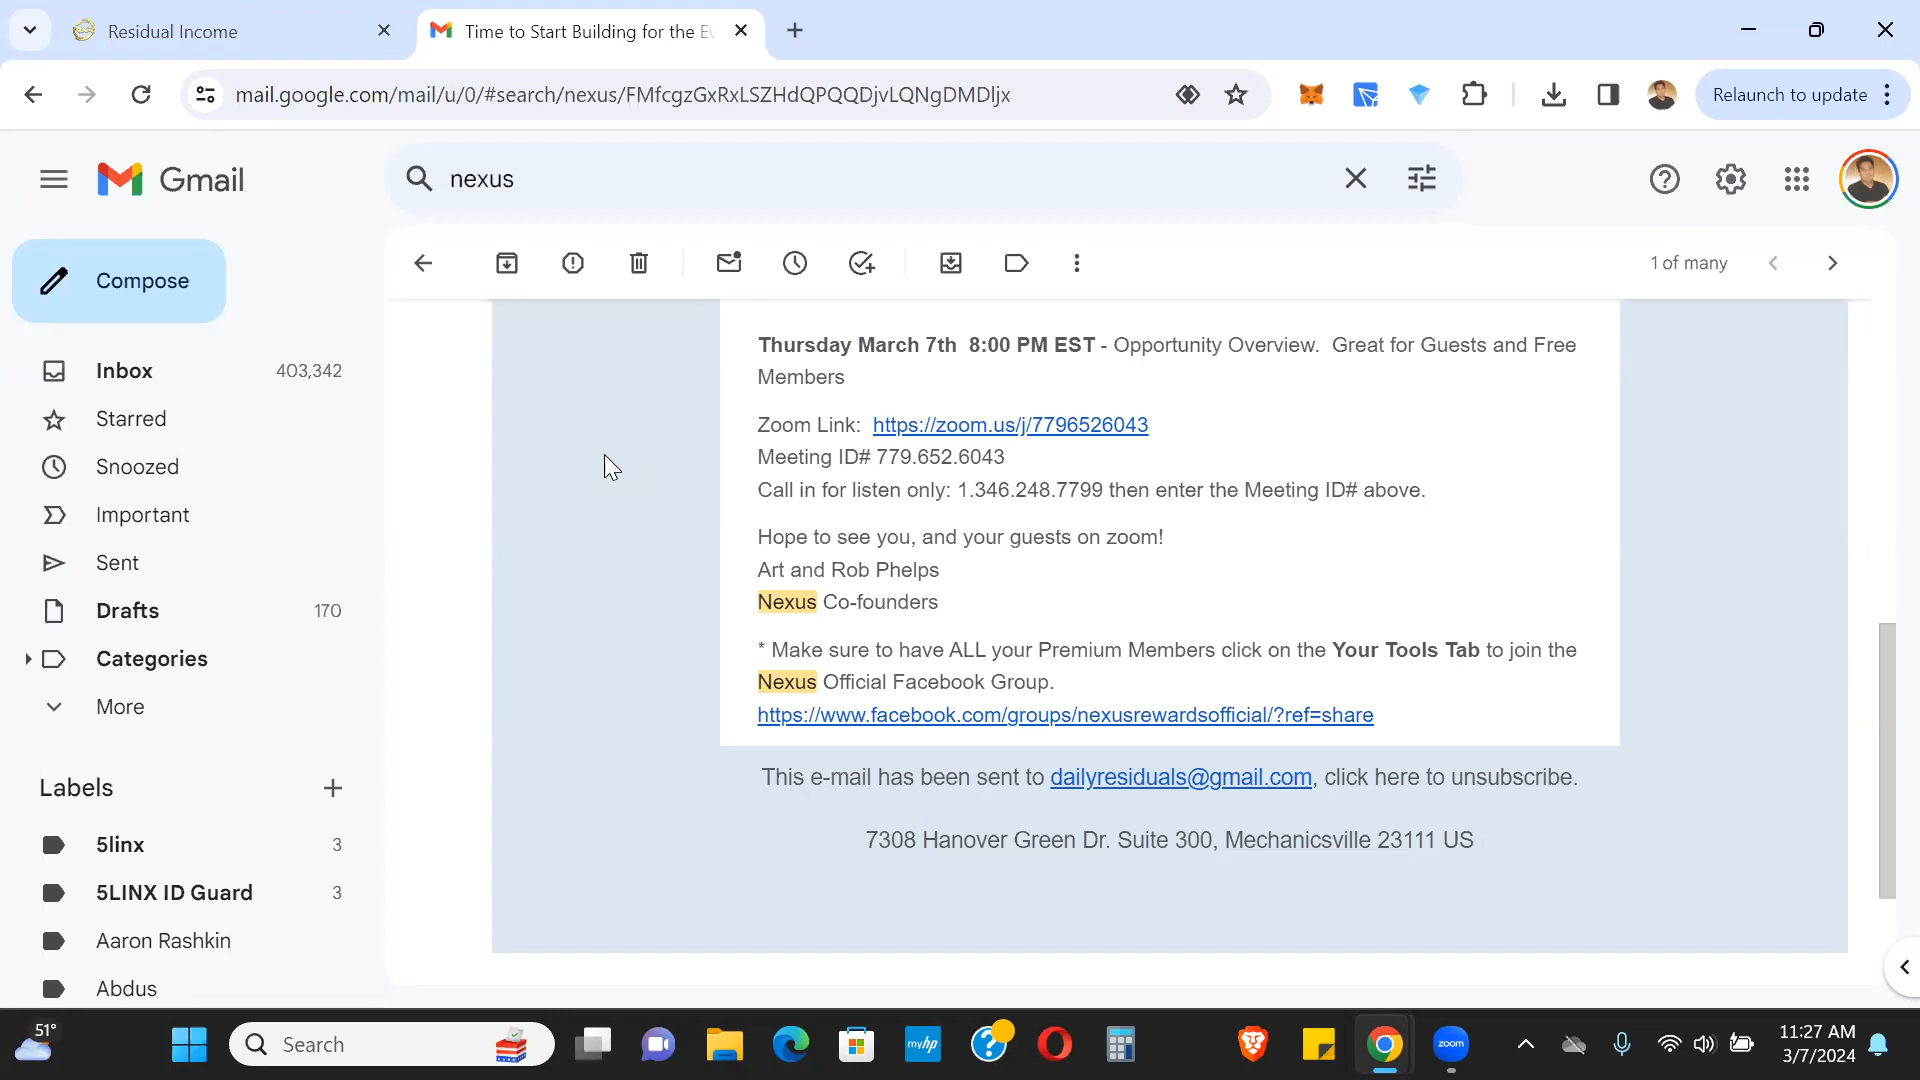 Residual Income
Time to Start Building for the Ev
mail.google.com/mail/u/0/#search/nexus/FMfcgzGxRxLSZHdQPQQDjvLQNgDMDljx
Relaunch to update
Gmail
nexus
Compose
1 of many
Inbox 403,342
Starred
Snoozed
Important
Sent
Drafts 170
Categories
More
Labels
5linx 3
5LINX ID Guard 3
Aaron Rashkin
Abdus
Thursday March 7th 8:00 PM EST - Opportunity Overview. Great for Guests and Free
Members
Zoom Link: https://zoom.us/j/7796526043
Meeting ID# 779.652.6043
Call in for listen only: 1.346.248.7799 then enter the Meeting ID# above.
Hope to see you, and your guests on zoom!
Art and Rob Phelps
Nexus Co-founders
* Make sure to have ALL your Premium Members click on the Your Tools Tab to join the
Nexus Official Facebook Group.
https://www.facebook.com/groups/nexusrewardsofficial/?ref=share
This e-mail has been sent to dailyresiduals@gmail.com, click here to unsubscribe.
7308 Hanover Green Dr. Suite 300, Mechanicsville 23111 US
51°
Search
myhp
zoom
11:27 AM
3/7/2024